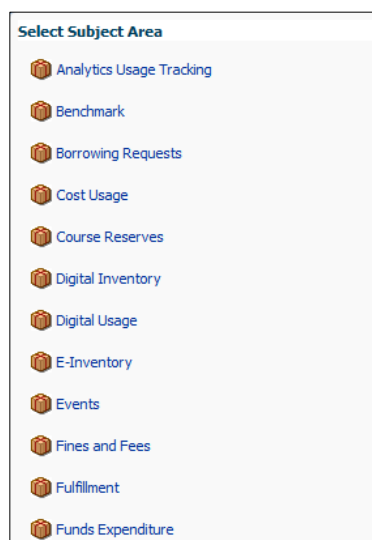 Select Subject Area
Analytics Usage Tracking
Benchmark
Borrowing Requests
Cost Usage
Course Reserves
Digital Inventory
Digital Usage
E-Inventory
Events
Fines and Fees
Fulfillment
Funds Expenditure